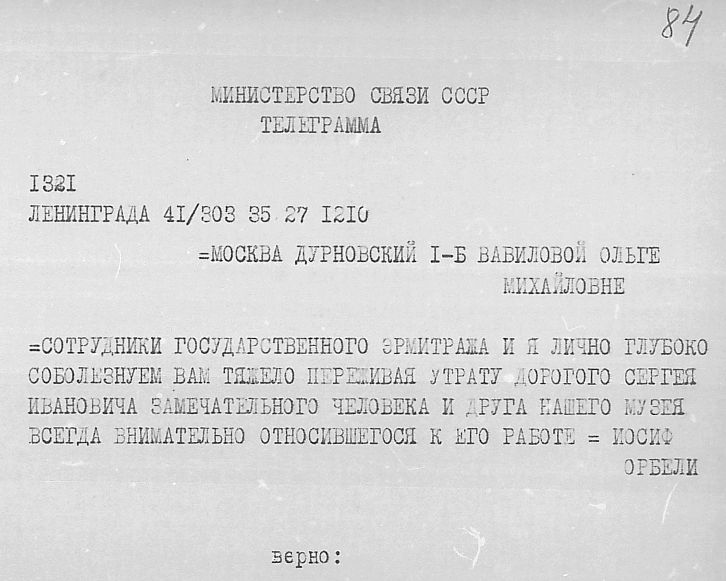 84
МИНИСТЕРСТВО СВЯЗИ СССР
ТЕЛЕГРАММА
I32I
ЛЕНИНГРАДА 4I/303 35 27 I2I0
=МОСКВА ДУРНОВСКИЙ I-Б ВАВИЛОВОЙ ОЛЬГЕ
МИХАЙЛОВНЕ
=СОТРУДНИКИ ГОСУДАРСТВЕННОГО ЭРМИТРАЖА И Я ЛИЧНО ГЛУБОКО
СОБОЛЕЗНУЕМ ВАМ ТЯЖЕЛО ПЕРЕЖИВАЯ УТРАТУ ДОРОГОГО СЕРГЕЯ
ИВАНОВИЧА ЗАМЕЧАТЕЛЬНОГО ЧЕЛОВЕКА И ДРУГА НАШЕГО МУЗЕЯ
ВСЕГДА ВНИМАТЕЛЬНО ОТНОСИВШЕГОСЯ К ЕГО РАБОТЕ = ИОСИФ
ОРБЕЛИ
верно: